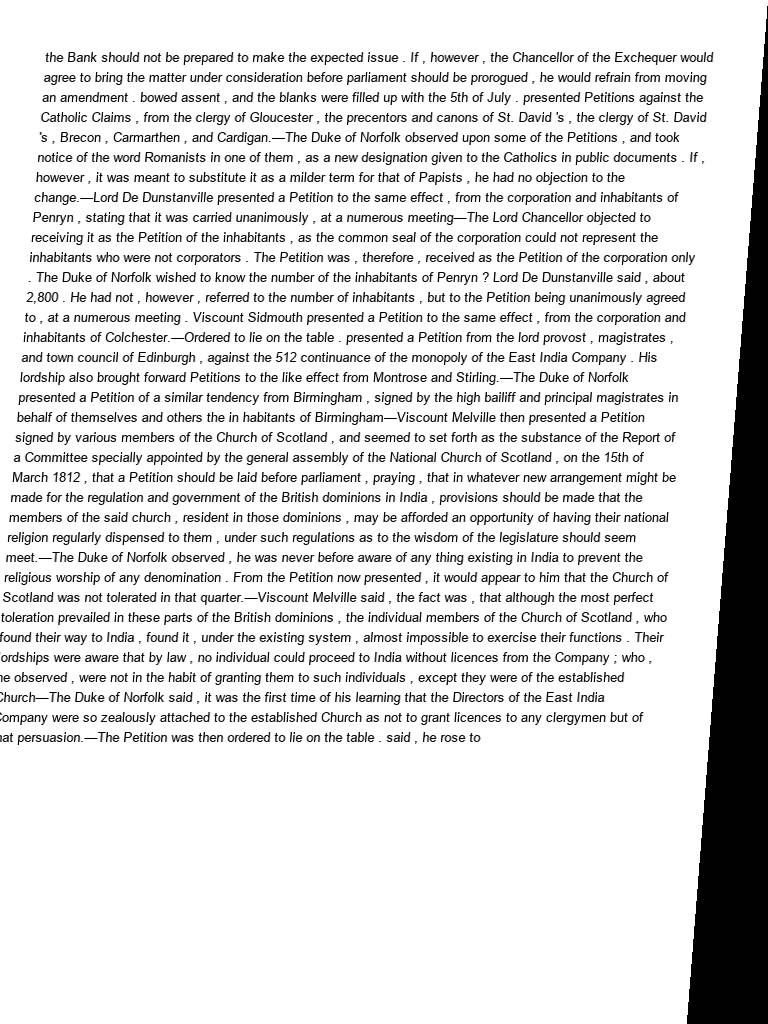 the Bank should not be prepared to make the expected issue . If , however , the Chancellor of the Exchequer would
agree to bring the matter under consideration before parliament should be prorogued , he would refrain from moving
an amendment . bowed assent , and the blanks were filled up with the 5th of July . presented Petitions against the
Catholic Claims , from the clergy of Gloucester , the precentors and canons of St. David 's , the clergy of St. David
's , Brecon , Carmarthen , and Cardigan.—The Duke of Norfolk observed upon some of the Petitions , and took
notice of the word Romanists in one of them , as a new designation given to the Catholics in public documents . If ,
however , it was meant to substitute it as a milder term for that of Papists , he had no objection to the
change.—Lord De Dunstanville presented a Petition to the same effect , from the corporation and inhabitants of
Penryn , stating that it was carried unanimously , at a numerous meeting—The Lord Chancellor objected to
receiving it as the Petition of the inhabitants , as the common seal of the corporation could not represent the
inhabitants who were not corporators . The Petition was , therefore , received as the Petition of the corporation only
. The Duke of Norfolk wished to know the number of the inhabitants of Penryn ? Lord De Dunstanville said , about
2,800 . He had not , however , referred to the number of inhabitants , but to the Petition being unanimously agreed
to , at a numerous meeting . Viscount Sidmouth presented a Petition to the same effect , from the corporation and
inhabitants of Colchester.—Ordered to lie on the table . presented a Petition from the lord provost , magistrates ,
and town council of Edinburgh , against the 512 continuance of the monopoly of the East India Company . His
lordship also brought forward Petitions to the like effect from Montrose and Stirling.—The Duke of Norfolk
presented a Petition of a similar tendency from Birmingham , signed by the high bailiff and principal magistrates in
behalf of themselves and others the in habitants of Birmingham—Viscount Melville then presented a Petition
signed by various members of the Church of Scotland , and seemed to set forth as the substance of the Report of
a Committee specially appointed by the general assembly of the National Church of Scotland , on the 15th of
March 1812 , that a Petition should be laid before parliament , praying , that in whatever new arrangement might be
made for the regulation and government of the British dominions in India , provisions should be made that the
members of the said church , resident in those dominions , may be afforded an opportunity of having their national
religion regularly dispensed to them , under such regulations as to the wisdom of the legislature should seem
meet.—The Duke of Norfolk observed , he was never before aware of any thing existing in India to prevent the
religious worship of any denomination . From the Petition now presented , it would appear to him that the Church of
Scotland was not tolerated in that quarter.—Viscount Melville said , the fact was , that although the most perfect
toleration prevailed in these parts of the British dominions , the individual members of the Church of Scotland , who
found their way to India , found it , under the existing system , almost impossible to exercise their functions . Their
ordships were aware that by law , no individual could proceed to India without licences from the Company ; who ,
he observed , were not in the habit of granting them to such individuals , except they were of the established
Church—The Duke of Norfolk said , it was the first time of his learning that the Directors of the East India
Company were so zealously attached to the established Church as not to grant licences to any clergymen but of
hat persuasion.—The Petition was then ordered to lie on the table . said , he rose to